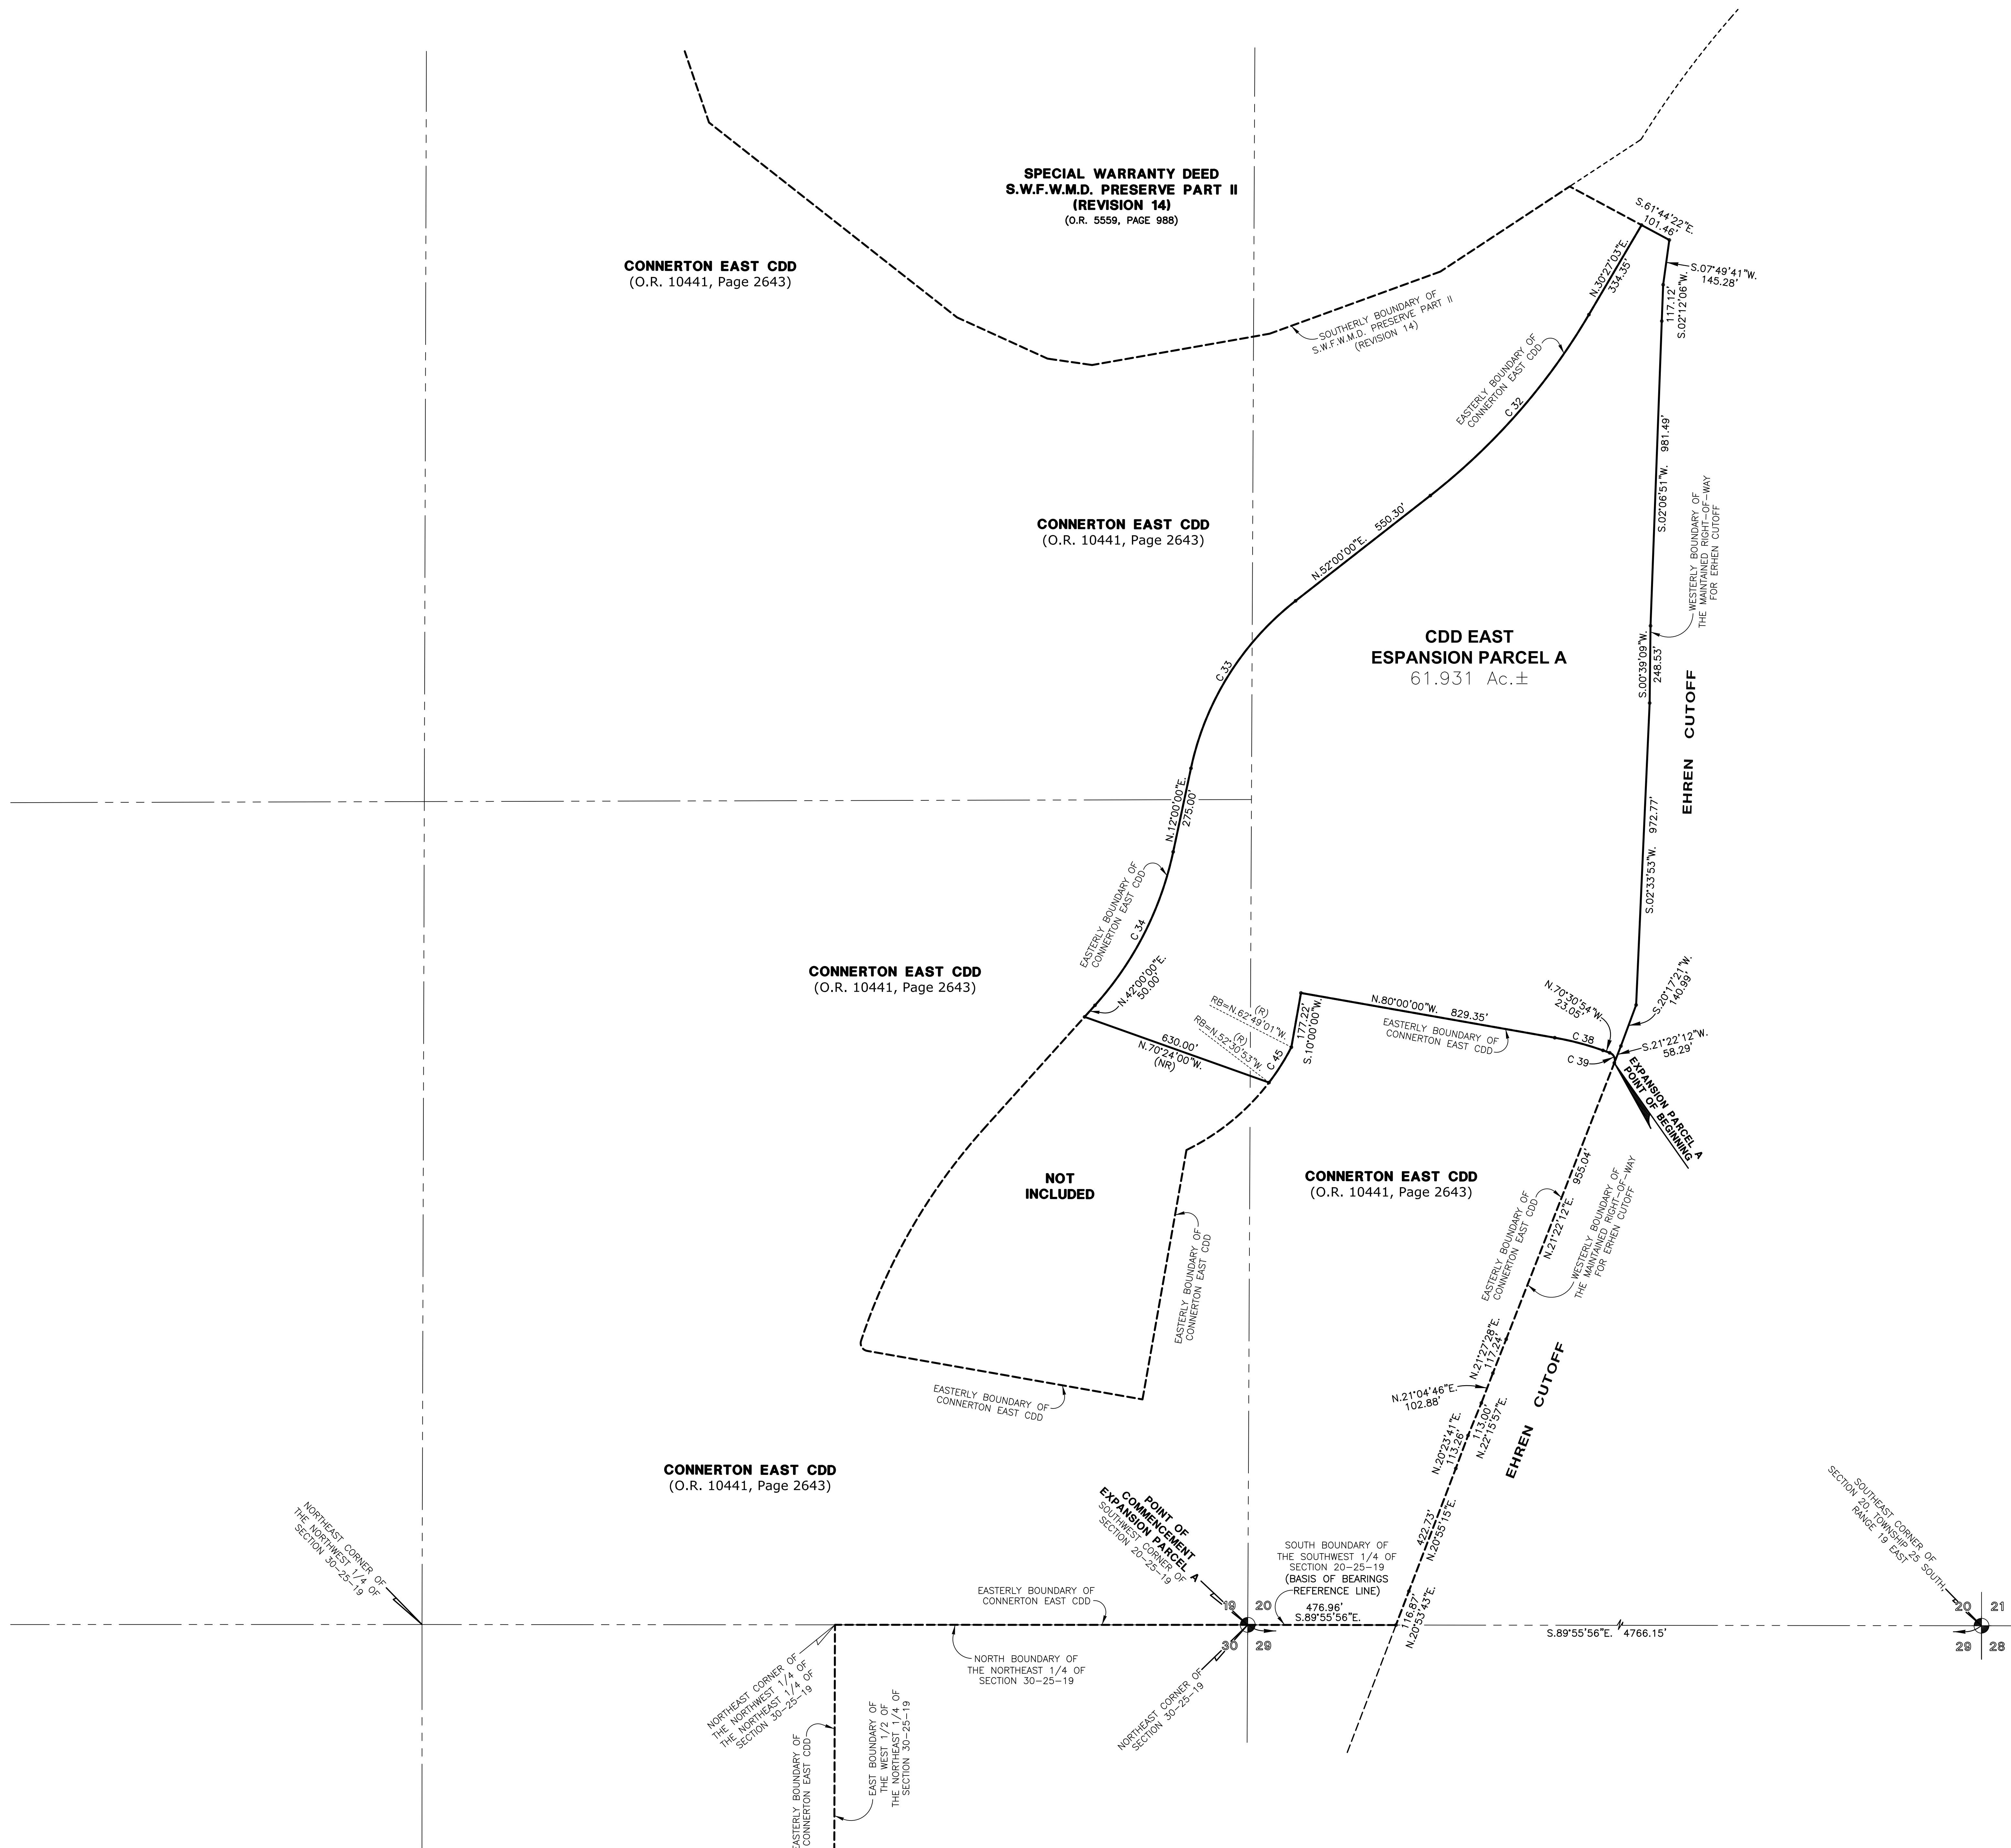 SPECIAL WARRANTY DEED
S.W.F.W.M.D. PRESERVE PART II
(REVISION 14)
(O.R. 5559, PAGE 988)
CONNERTON EAST CDD
(O.R. 10441, Page 2643)
SOUTHERLY BOUNDARY OF
S.W.F.W.M.D. PRESERVE PART II
(REVISION 14)
S.61°44'22"E.
101.46'
N.30°27'03"E.
334.35'
S.07°49'41"W.
145.28'
117.12'
S.02°12'06"W.
EASTERLY BOUNDARY OF
CONNERTON EAST CDD
C 32
S.02°06'51"W. 981.49'
WESTERLY BOUNDARY OF
THE MAINTAINED RIGHT-OF-WAY
FOR ERHEN CUTOFF
CONNERTON EAST CDD
(O.R. 10441, Page 2643)
N.52°00'00"E. 550.30'
CDD EAST
ESPANSION PARCEL A
61.931 Ac.±
C 33
S.00°39'09"W.
248.53'
EHREN CUTOFF
N.12°00'00"E.
275.00'
S.02°33'53"W. 972.77'
EASTERLY BOUNDARY OF
CONNERTON EAST CDD
C 34
CONNERTON EAST CDD
(O.R. 10441, Page 2643)
N.42°00'00"E.
50.00'
(R)
RB=N.62°49'01"W.
(R)
RB=N.52°30'53"W.
630.00'
N.70°24'00"W.
(NR)
C 45
177.22'
S.10°00'00"W.
N.80°00'00"W. 829.35'
EASTERLY BOUNDARY OF
CONNERTON EAST CDD
C 38
N.70°30'54"W.
23.05'
S.20°17'21"W.
140.99'
S.21°22'12"W.
58.29'
C 39
EXPANSION PARCEL A
POINT OF BEGINNING
NOT
INCLUDED
CONNERTON EAST CDD
(O.R. 10441, Page 2643)
N.21°22'12"E. 955.04'
EASTERLY BOUNDARY OF
CONNERTON EAST CDD
WESTERLY BOUNDARY OF
THE MAINTAINED RIGHT-OF-WAY
FOR ERHEN CUTOFF
EASTERLY BOUNDARY OF
CONNERTON EAST CDD
EASTERLY BOUNDARY OF
CONNERTON EAST CDD
N.21°27'28"E.
117.24'
N.21°04'46"E.
102.88'
113.00'
N.22°15'57"E.
N.20°23'41"E.
113.26'
EHREN CUTOFF
CONNERTON EAST CDD
(O.R. 10441, Page 2643)
422.73'
N.20°55'15"E.
NORTHEAST CORNER OF
THE NORTHWEST 1/4 OF
SECTION 30-25-19
POINT OF
COMMENCEMENT
EXPANSION PARCEL A
SOUTHWEST CORNER OF
SECTION 20-25-19
SOUTH BOUNDARY OF
THE SOUTHWEST 1/4 OF
SECTION 20-25-19
(BASIS OF BEARINGS
REFERENCE LINE)
SOUTHEAST CORNER OF
SECTION 20, TOWNSHIP 25 SOUTH,
RANGE 19 EAST
EASTERLY BOUNDARY OF
CONNERTON EAST CDD
19 20
476.96'
S.89°55'56"E.
116.87'
N.20°53'43"E.
20 21
S.89°55'56"E. 4766.15'
30 29
29 28
NORTH BOUNDARY OF
THE NORTHEAST 1/4 OF
SECTION 30-25-19
NORTHEAST CORNER OF
THE NORTHWEST 1/4 OF
THE NORTHEAST 1/4 OF
SECTION 30-25-19
NORTHEAST CORNER OF
SECTION 30-25-19
EASTERLY BOUNDARY OF
CONNERTON EAST CDD
EAST BOUNDARY OF
THE WEST 1/2 OF
THE NORTHEAST 1/4 OF
SECTION 30-25-19